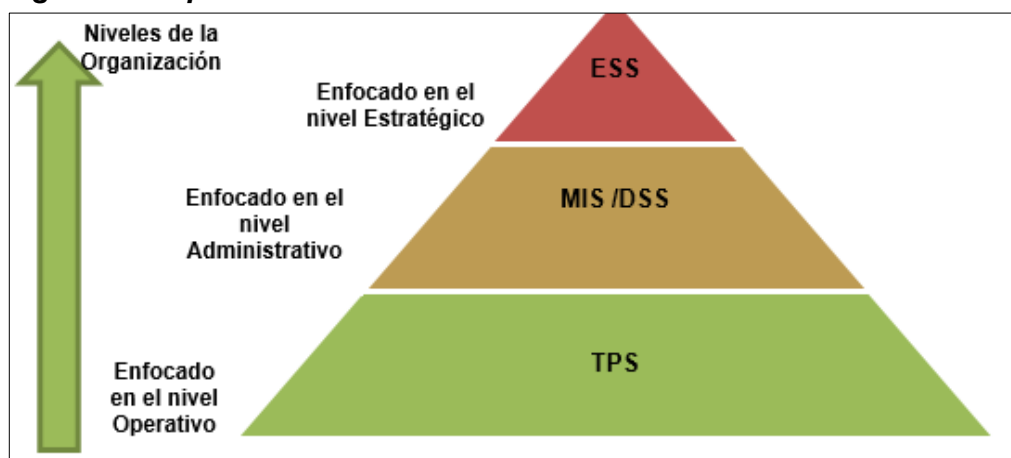 Niveles de la
Organización
ESS
Enfocado en el
nivel Estratégico
MIS /DSS
Enfocado en el
nivel
Administrativo
TPS
Enfocado
en el nivel
Operativo